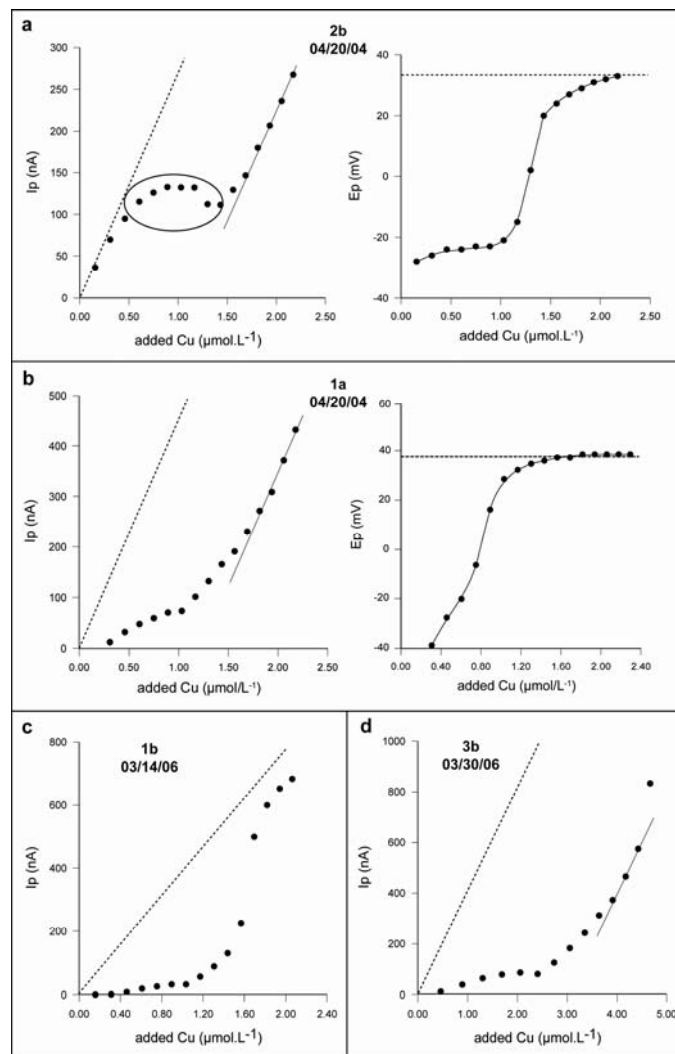 a
2b
04/20/04
300
250
200
150
100
50
0
Ip (nA)
0.00 0.50 1.00 1.50 2.00 2.50
added Cu (µmol.L-1)
40
20
0
-20
-40
Ep (mV)
0.00 0.50 1.00 1.50 2.00 2.50
added Cu (µmol.L-1)
b
1a
04/20/04
500
400
300
200
100
0
Ip (nA)
0.00 0.50 1.00 1.50 2.00 2.50
added Cu (µmol/L-1)
60
40
20
0
-20
-40
Ep (mV)
0.00 0.40 0.80 1.20 1.60 2.00 2.40
added Cu (µmol/L-1)
c
1b
03/14/06
800
600
400
200
0
Ip (nA)
0.00 0.40 0.80 1.20 1.60 2.00 2.40
added Cu (µmol.L-1)
d
3b
03/30/06
1000
800
600
400
200
0
Ip (nA)
0.00 1.00 2.00 3.00 4.00 5.00
added Cu (µmol.L-1)